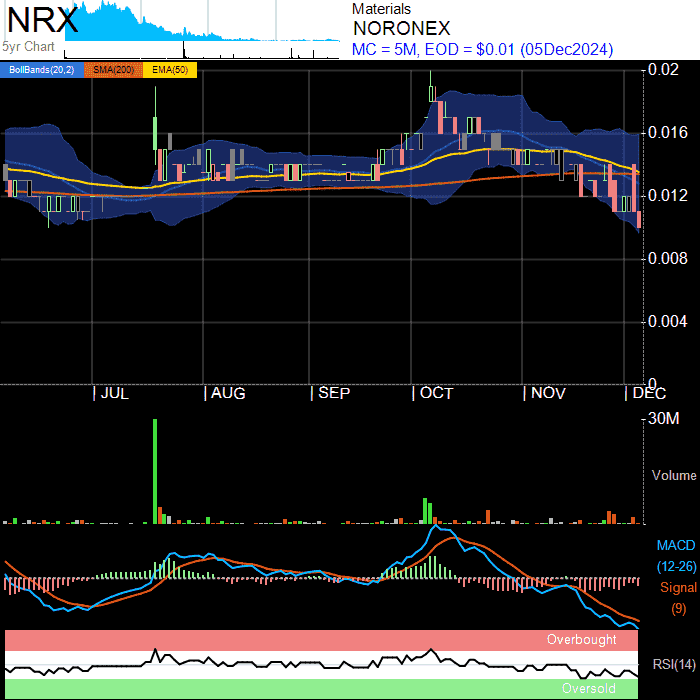 NRX
5yr Chart
Materials
NORONEX
MC = 5M, EOD = $0.01 (05Dec2024)
BollBands(20,2) SMA(200) EMA(50)
0.02
0.016
0.012
0.008
0.004
0
JUL AUG SEP OCT NOV DEC
30M
Volume
MACD
(12-26)
Signal
(9)
Overbought
RSI(14)
Oversold